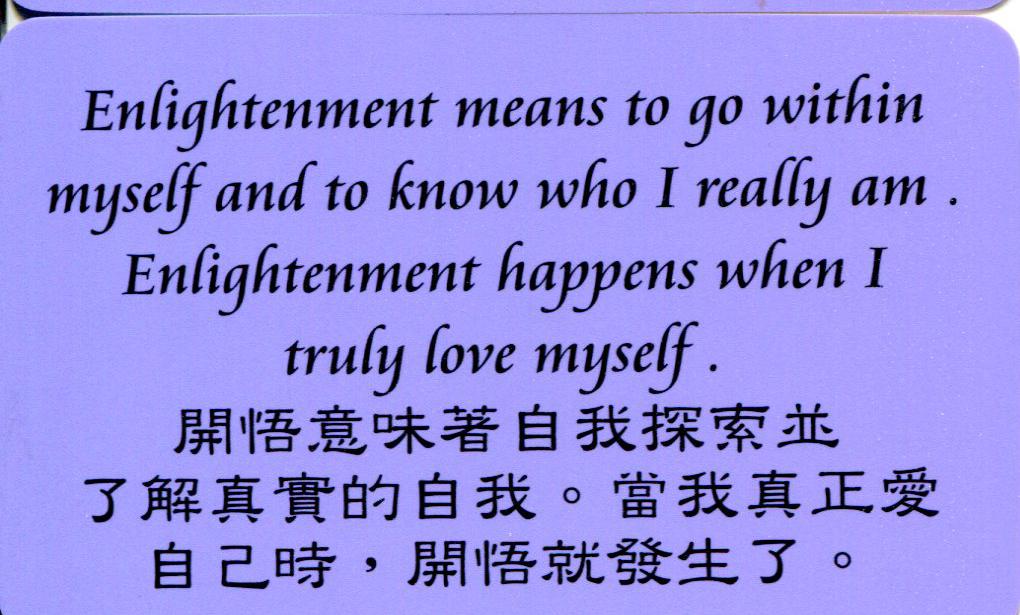 Enlightenment means to go within
myself and to know who I really am .
Enlightenment happens when I
truly love myself .
開悟意味著自我探索並
了解真實的自我。當我真正愛
自己時，開悟就發生了。